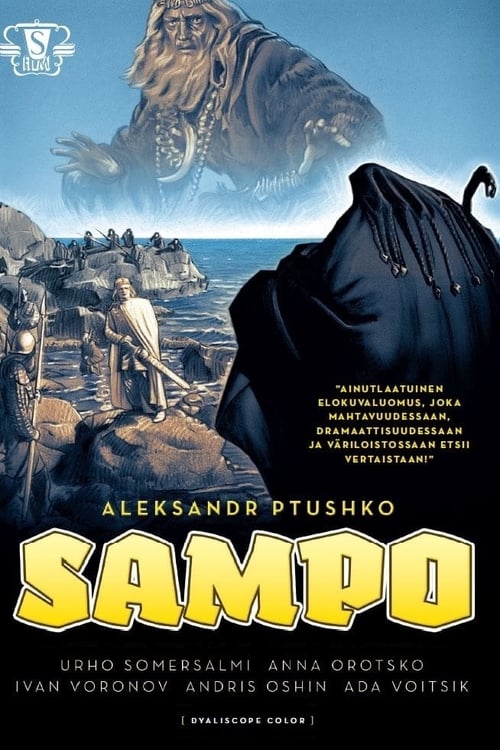 S
FILMI
"AINUTLAATUINEN
ELOKUVALUOMUS, JOKA
MAHTAVUUDESSAAN,
DRAMAATTISUUDESSAAN
JA VÄRILOISTOSSAAN ETSII
VERTAISTAAN!"
ALEKSANDR PTUSHKO
SAMPO
URHO SOMERSALMI ANNA OROTSKO
IVAN VORONOV ANDRIS OSHIN ADA VOITSIK
[ DYALISCOPE COLOR ]